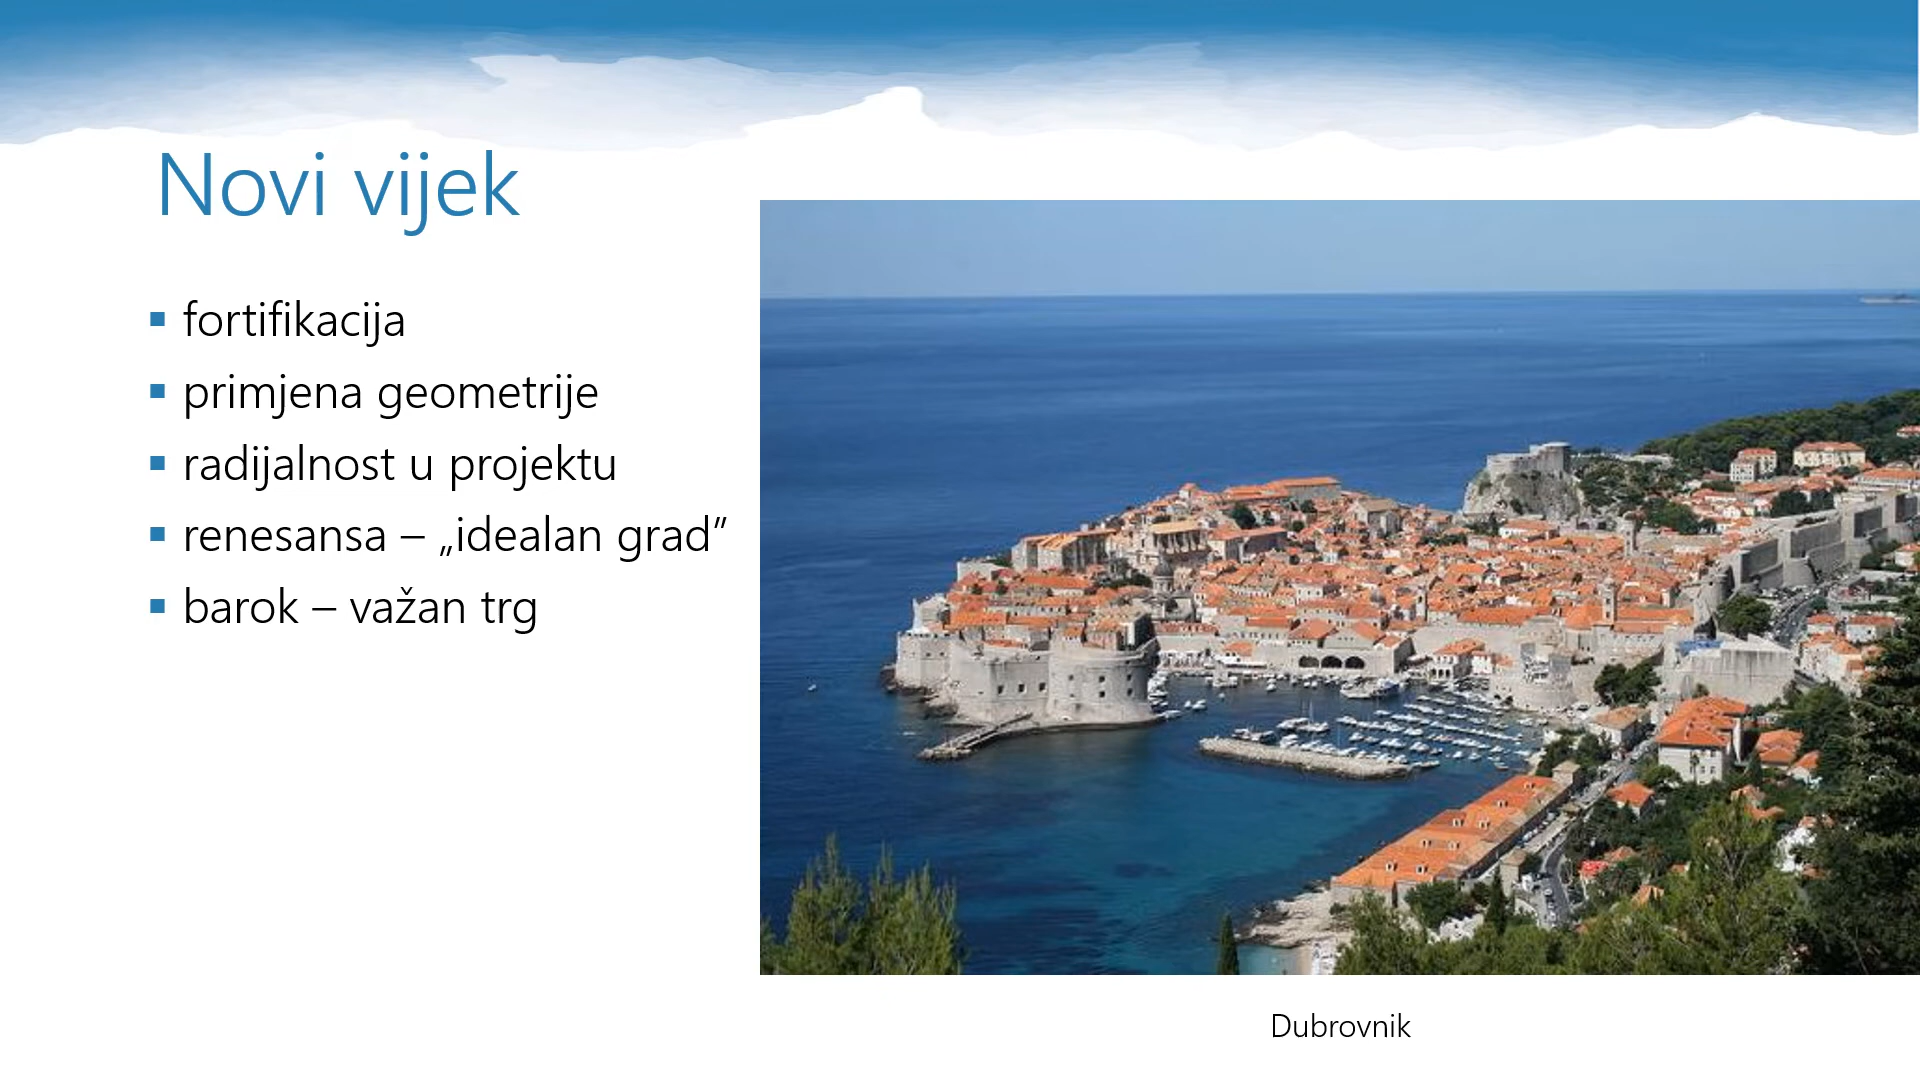 Novi vijek
▪ fortifikacija
▪ primjena geometrije
▪ radijalnost u projektu
▪ renesansa – „idealan grad”
▪ barok – važan trg
Dubrovnik